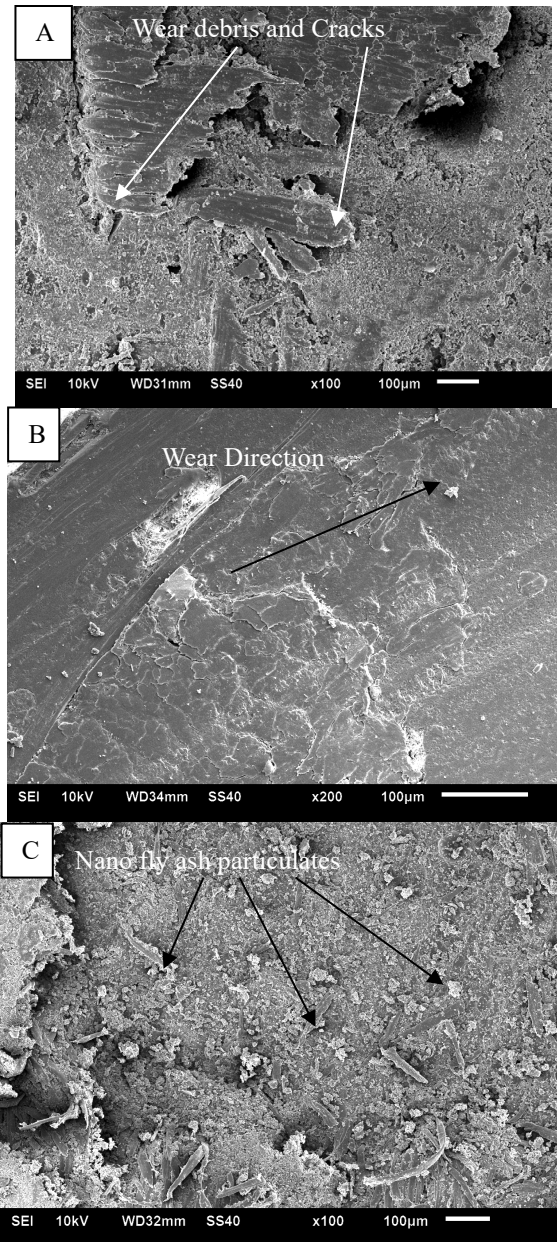 A
Wear debris and Cracks
SEI 10kV WD31mm SS40 x100 100μm
B
Wear Direction
SEI 10kV WD34mm SS40 x200 100μm
C
Nano fly ash particulates
SEI 10kV WD32mm SS40 x100 100μm